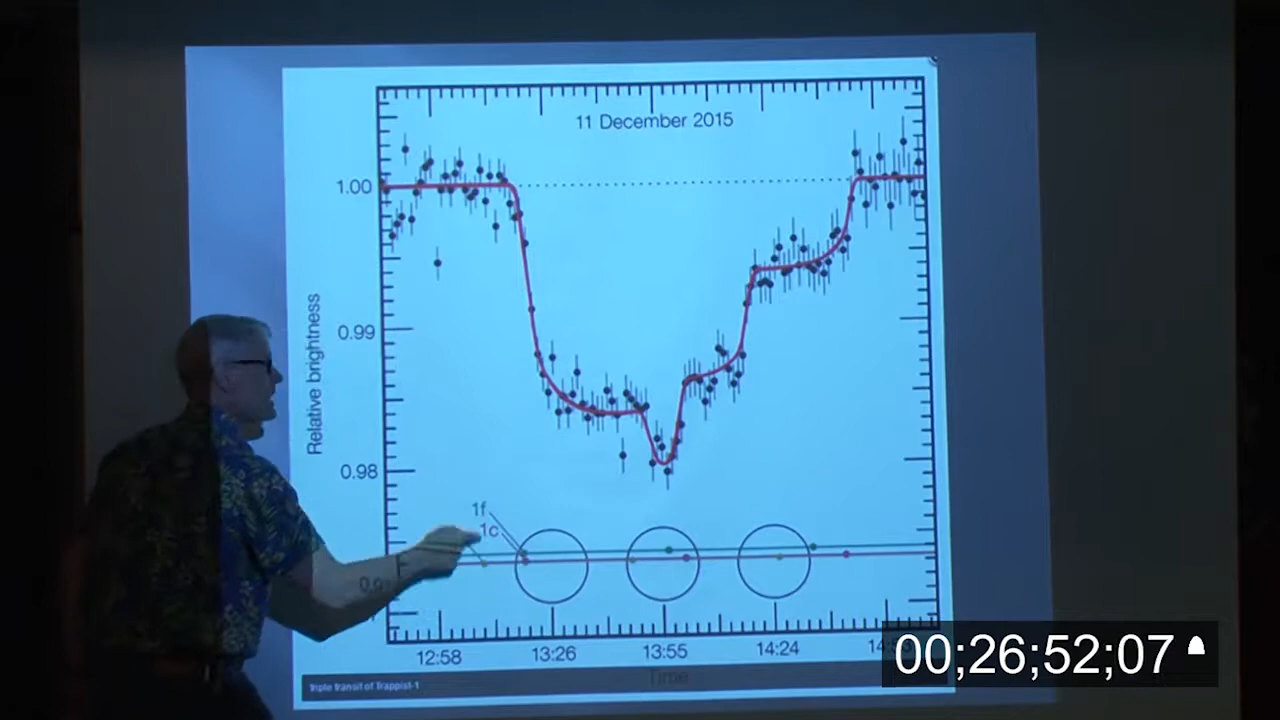 11 December 2015
1.00
0.99
0.98
Relative brightness
1f
1c
12:58
13:26
13:55
14:24
Time
Triple transit of Trappist-1
00;26;52;07